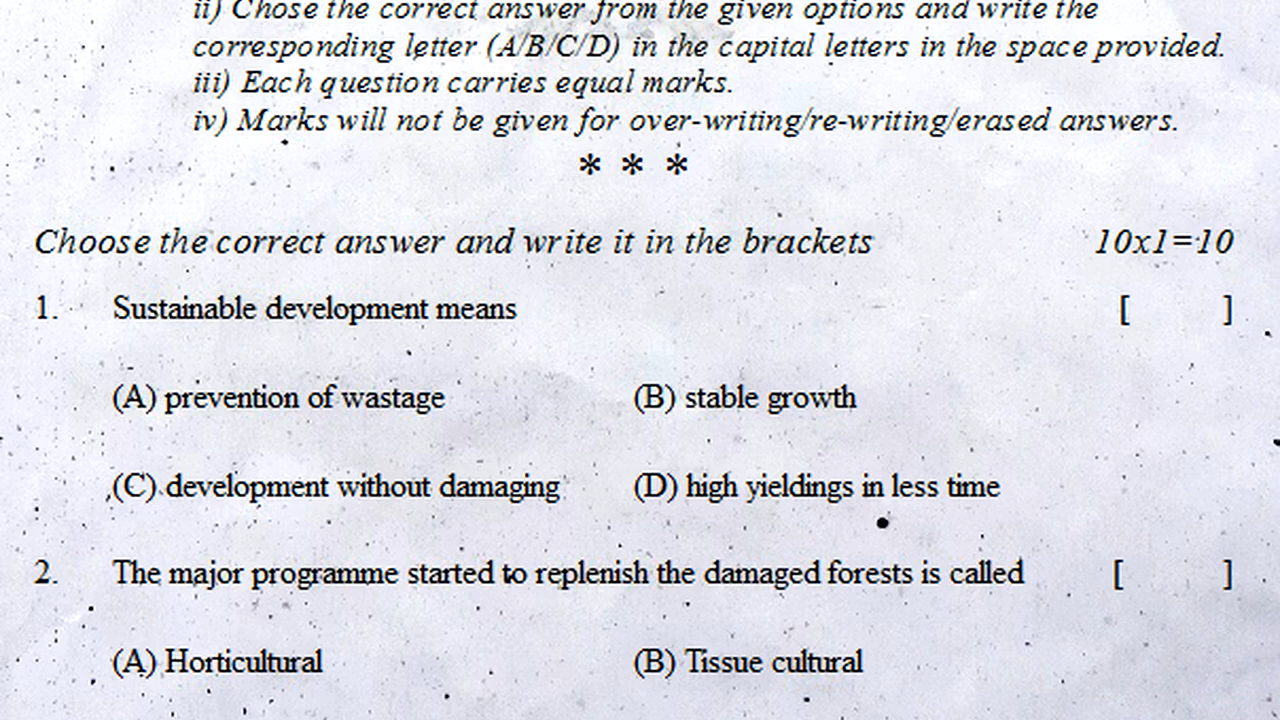 ii) Chose the correct answer from the given options and write the
corresponding letter (A/B/C/D) in the capital letters in the space provided.
iii) Each question carries equal marks.
iv) Marks will not be given for over-writing/re-writing/erased answers.
* * *
Choose the correct answer and write it in the brackets 10x1=10
1. Sustainable development means [ ]
(A) prevention of wastage (B) stable growth
(C) development without damaging (D) high yieldings in less time
2. The major programme started to replenish the damaged forests is called [ ]
(A) Horticultural (B) Tissue cultural